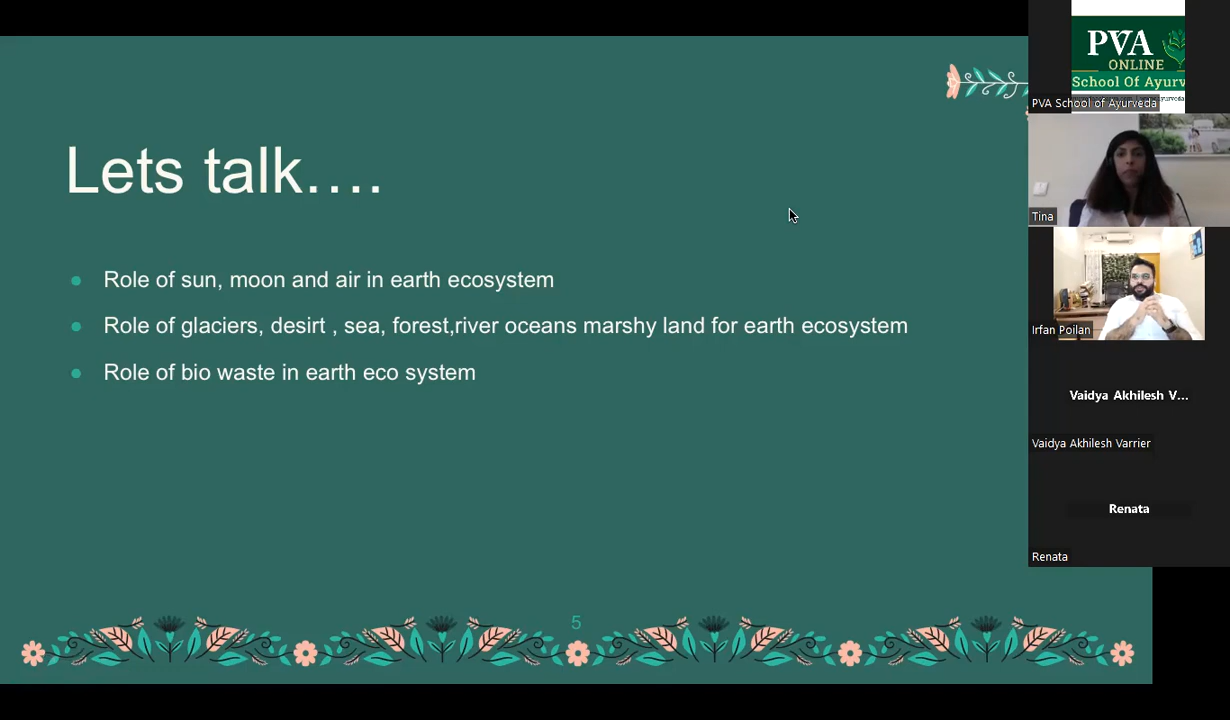 Lets talk….
Role of sun, moon and air in earth ecosystem
Role of glaciers, desirt , sea, forest,river oceans marshy land for earth ecosystem
Role of bio waste in earth eco system
5
PVA
ONLINE
School Of Ayurv
PVA School of Ayurveda
Tina
Irfan Poilan
Vaidya Akhilesh V...
Vaidya Akhilesh Varrier
Renata
Renata